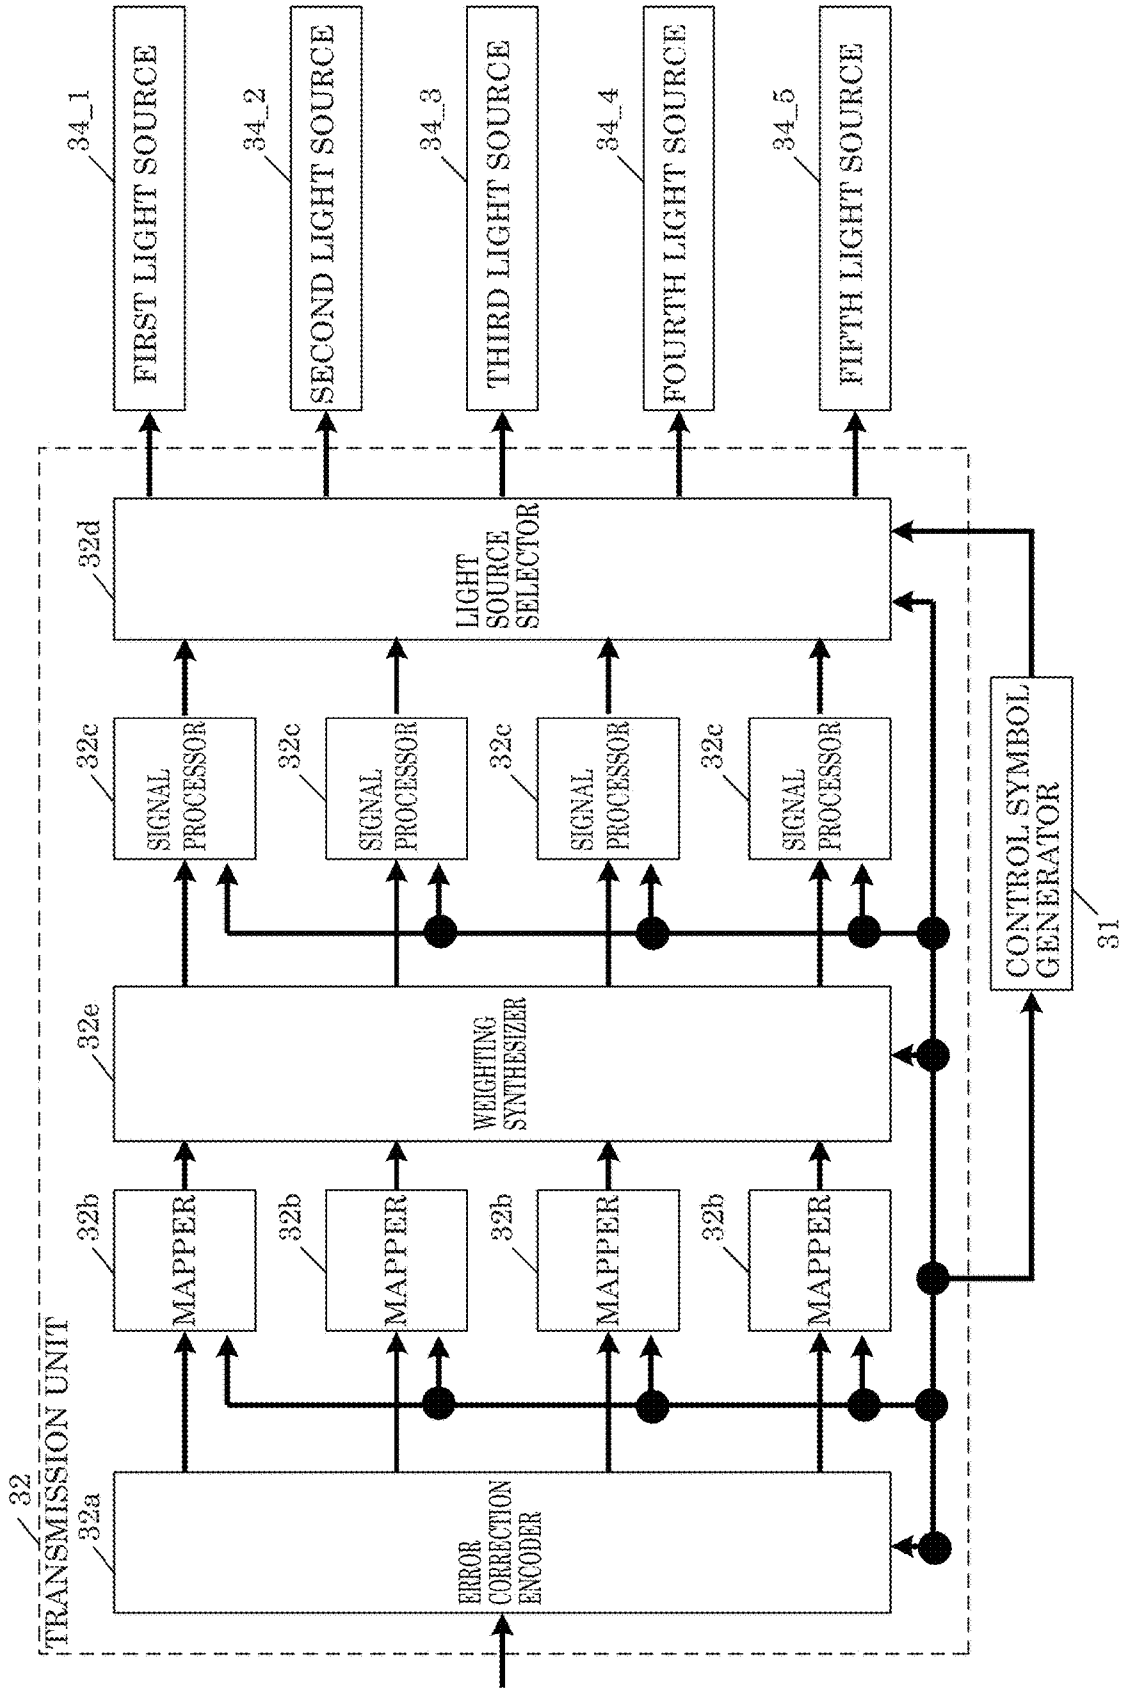 32
TRANSMISSION UNIT
32a
ERROR
CORRECTION
ENCODER
32b
MAPPER
32b
MAPPER
32b
MAPPER
32b
MAPPER
32e
WEIGHTING
SYNTHESIZER
32c
SIGNAL
PROCESSOR
32c
SIGNAL
PROCESSOR
32c
SIGNAL
PROCESSOR
32c
SIGNAL
PROCESSOR
32d
LIGHT
SOURCE
SELECTOR
34_1
FIRST LIGHT SOURCE
34_2
SECOND LIGHT SOURCE
34_3
THIRD LIGHT SOURCE
34_4
FOURTH LIGHT SOURCE
34_5
FIFTH LIGHT SOURCE
CONTROL SYMBOL
GENERATOR
31